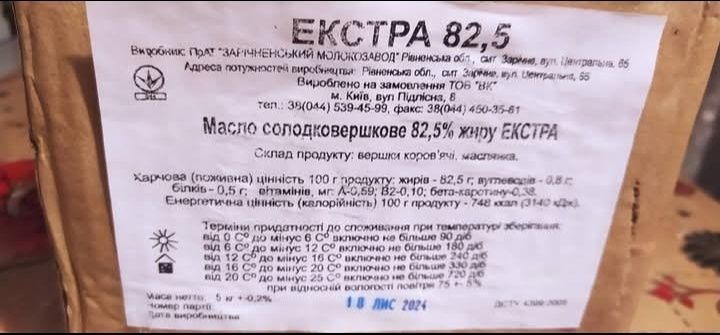 ЕКСТРА 82,5
Виробник: ПрАТ "ЗАРІЧНЕНСЬКИЙ МОЛОКОЗАВОД" Рівненська обл., смт Зарічне, вул. Центральна, 55
Адреса потужностей виробництва: Рівненська обл., смт Зарічне, вул. Центральна, 55
Вироблено на замовлення ТОВ "ВК"
м. Київ, вул Підлісна, 8
тел.: 38(044) 539-45-99, факс: 38(044) 450-35-61
Масло солодковершкове 82,5% жиру ЕКСТРА
Склад продукту: вершки коров'ячі, маслянка.
Харчова (поживна) цінність 100 г продукту: жирів - 82,5 г; вуглеводів - 0,8 г;
білків - 0,5 г; вітамінів, мг: А-0,59; В2-0,10; бета-каротину-0,38.
Енергетична цінність (калорійність) 100 г продукту - 748 ккал (3140 кДж).
Терміни придатності до споживання при температурі зберігання:
від 0 С° до мінус 6 С° включно не більше 90 діб
від 6 С° до мінус 12 С° включно не більше 180 діб
від 12 С° до мінус 16 С° включно не більше 240 діб
від 16 С° до мінус 20 С° включно не більше 330 діб
від 20 С° до мінус 25 С° включно не більше 720 діб
при відносній вологості повітря 75 +-5%
Маса нетто: 5 кг +-0,2%
Номер партії:
18 ЛИС 2024
ДСТУ 4399:2005
Дата виробництва